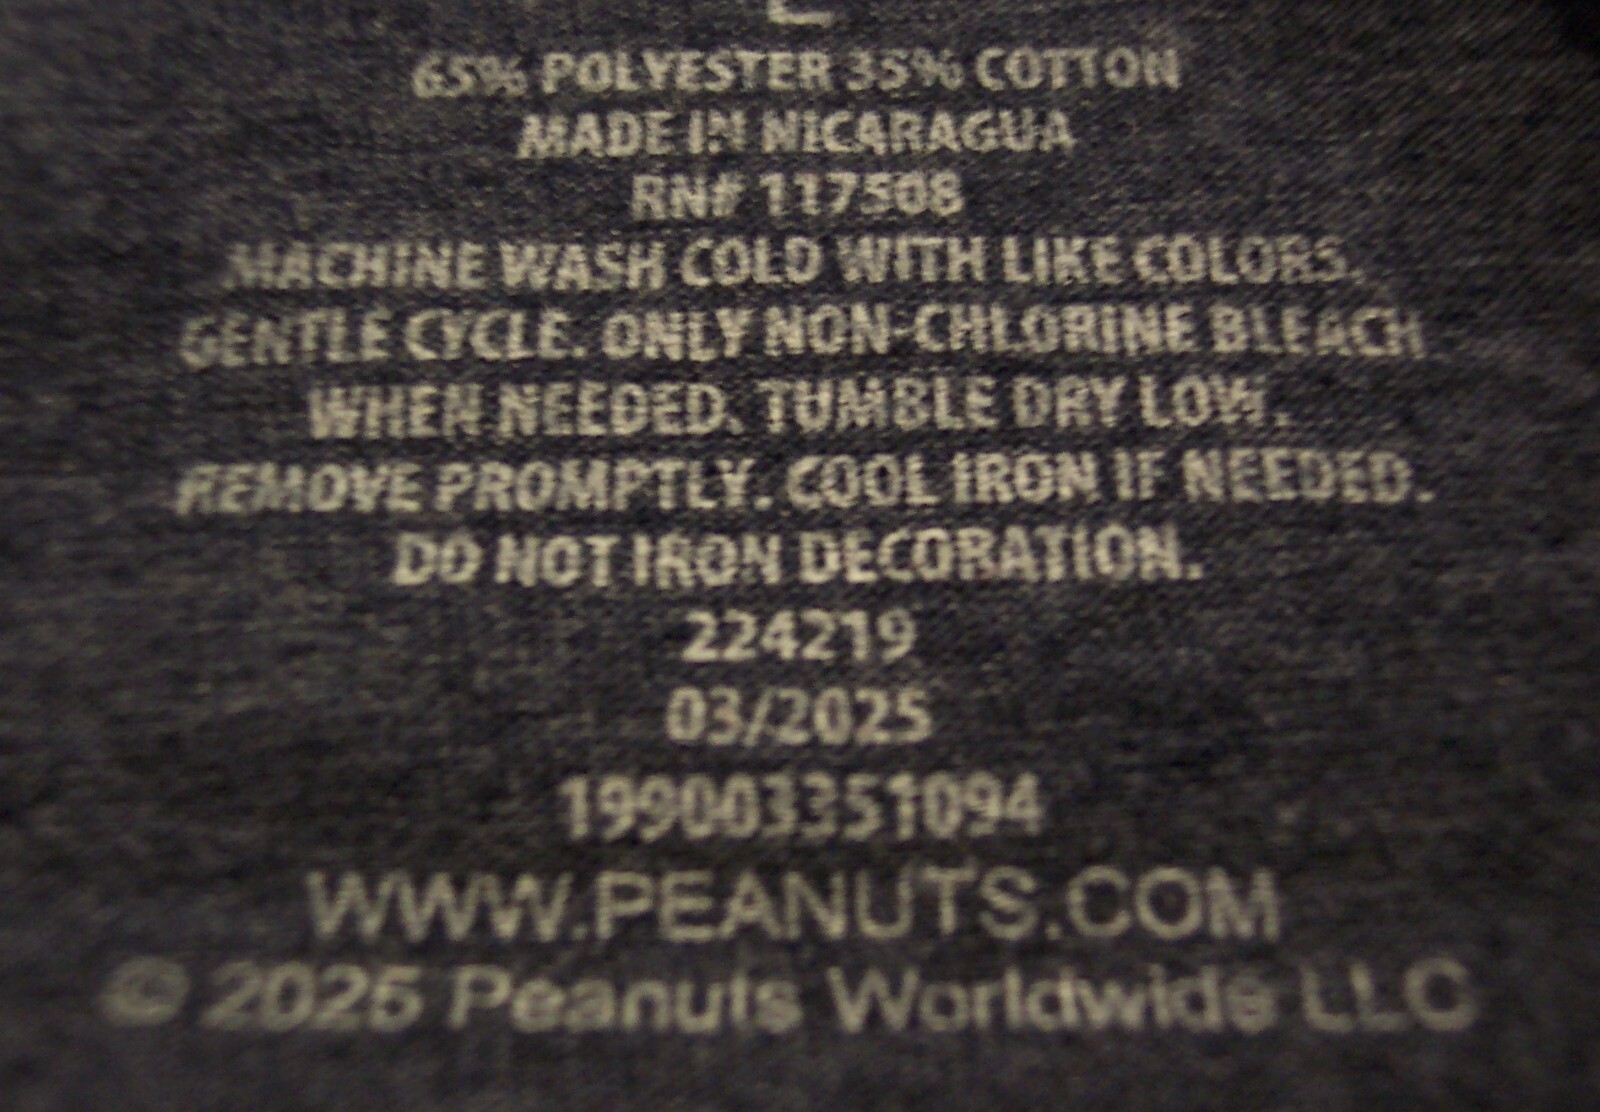 65% POLYESTER 35% COTTON
MADE IN NICARAGUA
RN# 117508
MACHINE WASH COLD WITH LIKE COLORS.
GENTLE CYCLE. ONLY NON-CHLORINE BLEACH
WHEN NEEDED. TUMBLE DRY LOW.
REMOVE PROMPTLY. COOL IRON IF NEEDED.
DO NOT IRON DECORATION.
224219
03/2025
199003351094
WWW.PEANUTS.COM
© 2025 Peanuts Worldwide LLC